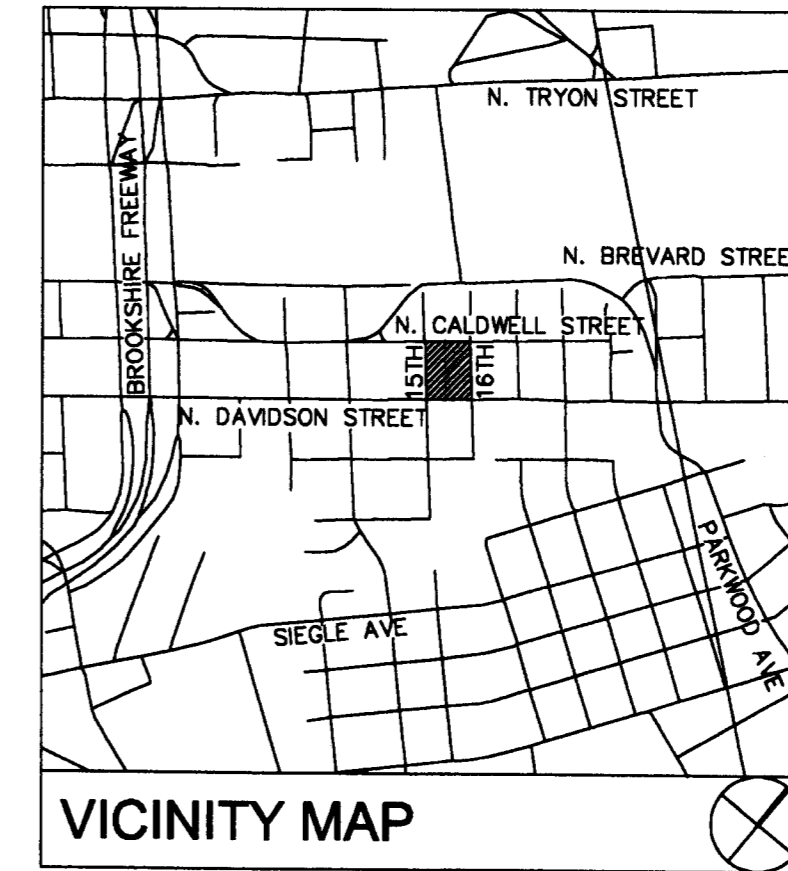 N. TRYON STREET
BROOKSHIRE FREEWAY
N. BREVARD STREE
N. CALDWELL STREET
15TH
16TH
N. DAVIDSON STREET
PARKWOOD AVE
SIEGLE AVE
VICINITY MAP